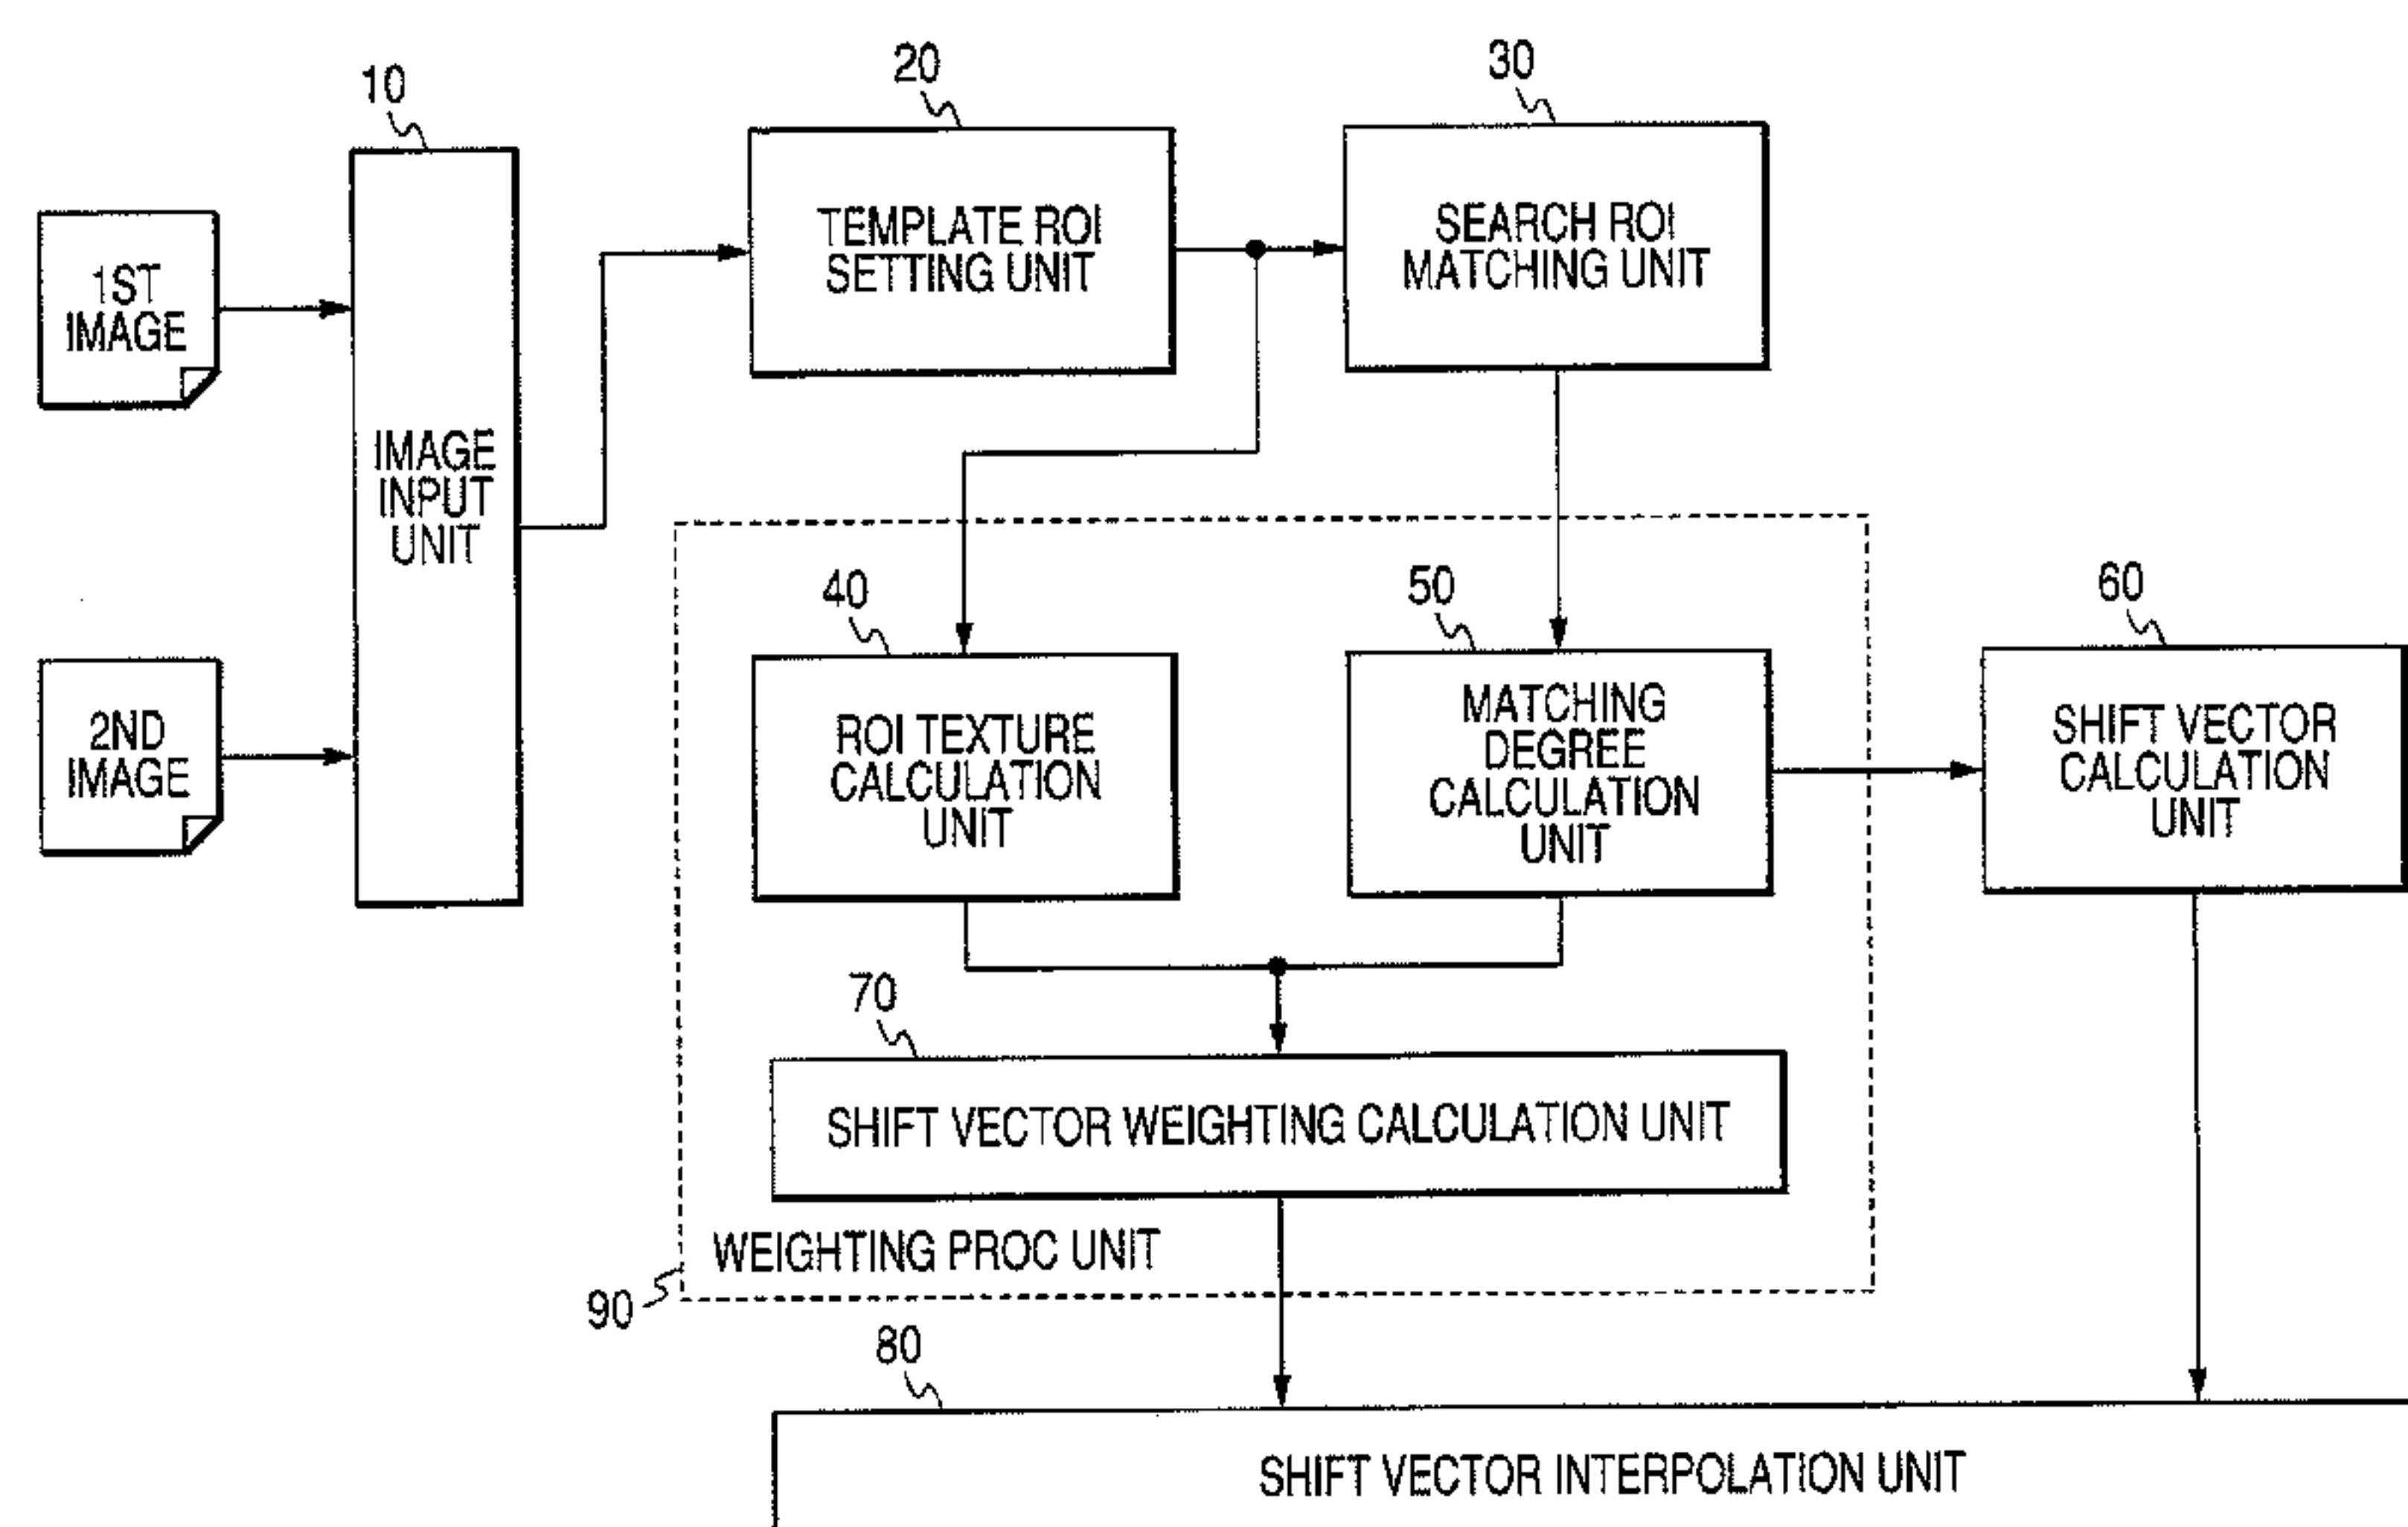 10
20
30
1ST
IMAGE
IMAGE
INPUT
UNIT
TEMPLATE ROI
SETTING UNIT
SEARCH ROI
MATCHING UNIT
2ND
IMAGE
40
50
60
ROI TEXTURE
CALCULATION
UNIT
MATCHING
DEGREE
CALCULATION
UNIT
SHIFT VECTOR
CALCULATION
UNIT
70
SHIFT VECTOR WEIGHTING CALCULATION UNIT
WEIGHTING PROC UNIT
90
80
SHIFT VECTOR INTERPOLATION UNIT